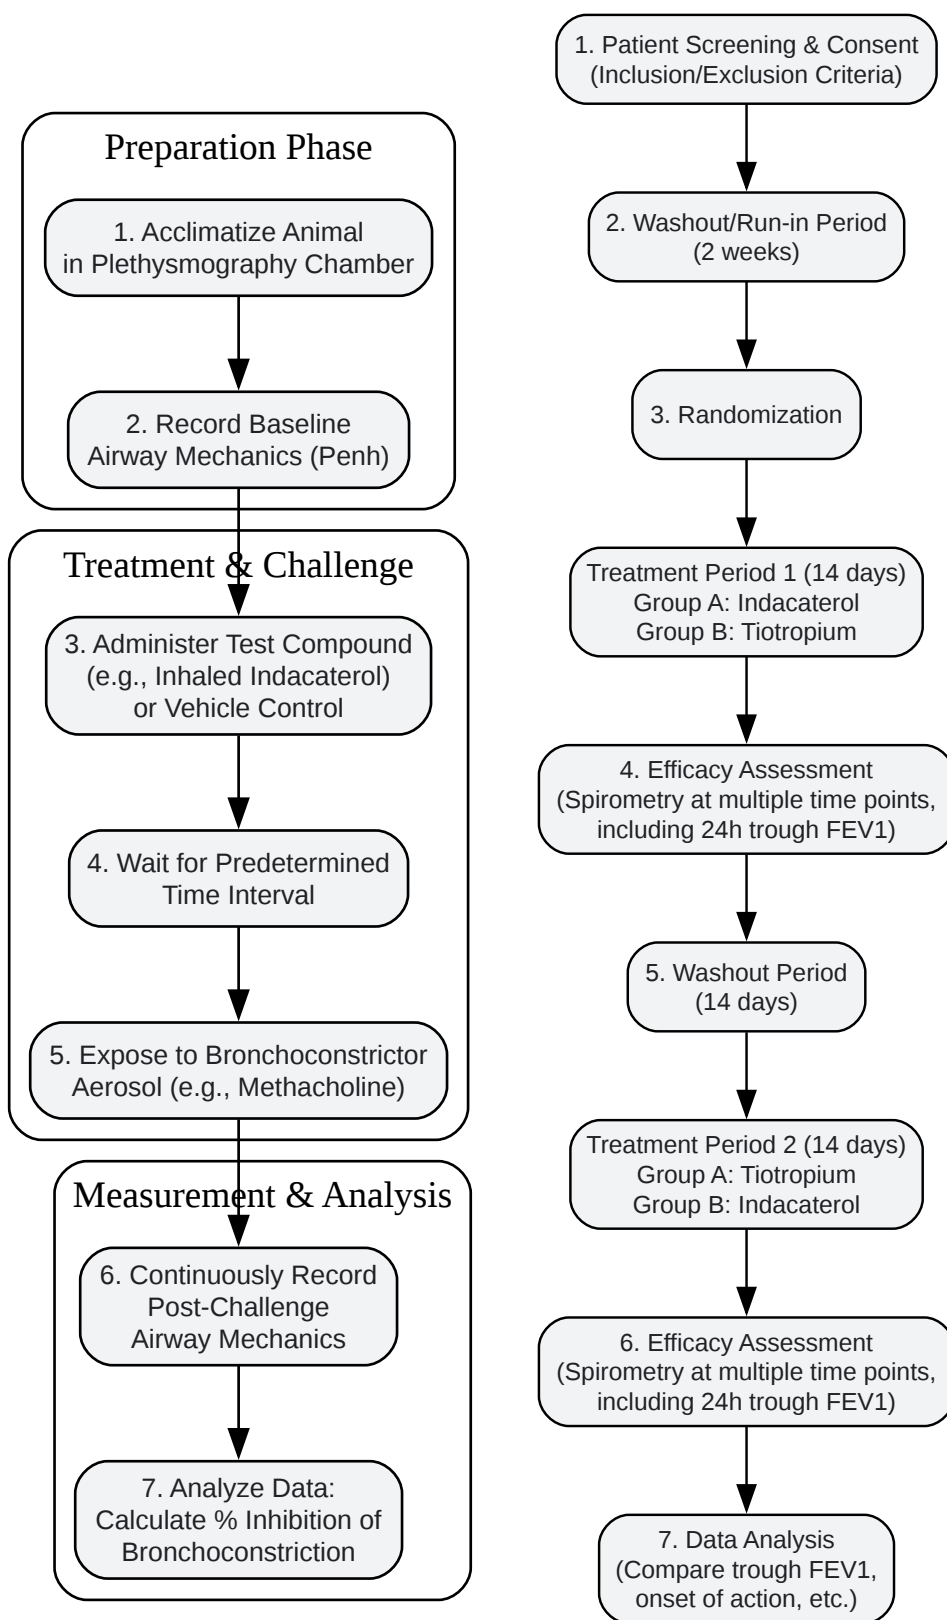 Preparation Phase
1. Acclimatize Animal
in Plethysmography Chamber
2. Record Baseline
Airway Mechanics (Penh)
Treatment & Challenge
3. Administer Test Compound
(e.g., Inhaled Indacaterol)
or Vehicle Control
4. Wait for Predetermined
Time Interval
5. Expose to Bronchoconstrictor
Aerosol (e.g., Methacholine)
Measurement & Analysis
6. Continuously Record
Post-Challenge
Airway Mechanics
7. Analyze Data:
Calculate % Inhibition of
Bronchoconstriction
1. Patient Screening & Consent
(Inclusion/Exclusion Criteria)
2. Washout/Run-in Period
(2 weeks)
3. Randomization
Treatment Period 1 (14 days)
Group A: Indacaterol
Group B: Tiotropium
4. Efficacy Assessment
(Spirometry at multiple time points,
including 24h trough FEV1)
5. Washout Period
(14 days)
Treatment Period 2 (14 days)
Group A: Tiotropium
Group B: Indacaterol
6. Efficacy Assessment
(Spirometry at multiple time points,
including 24h trough FEV1)
7. Data Analysis
(Compare trough FEV1,
onset of action, etc.)